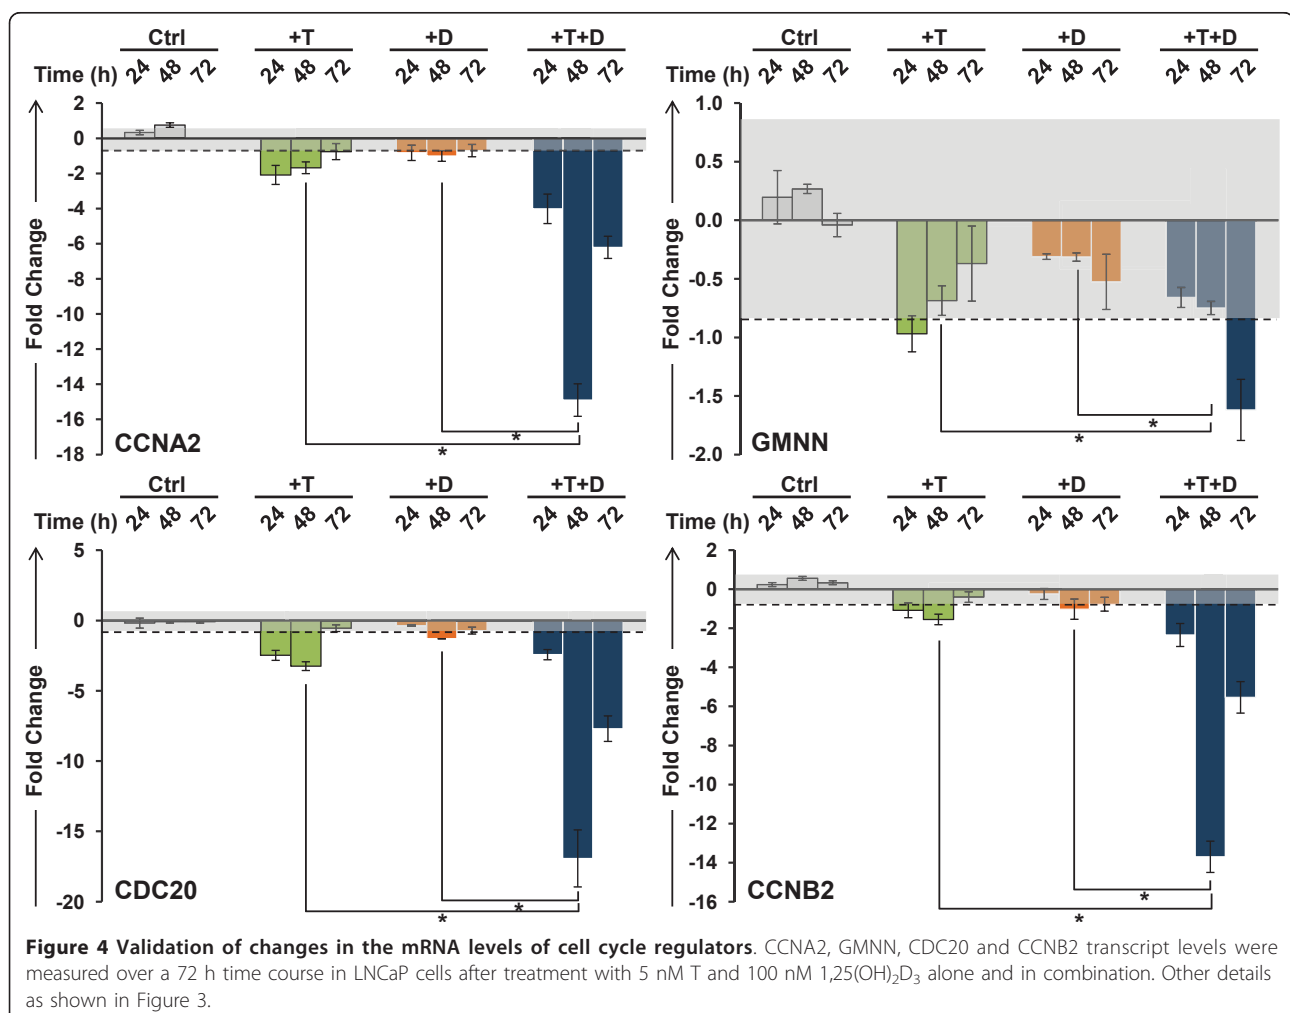 Ctrl +T +D +T+D
Time (h) 24 48 72 24 48 72 24 48 72 24 48 72
Fold Change
2
0
-2
-4
-6
-8
-10
-12
-14
-16
-18
* *
CCNA2
Ctrl +T +D +T+D
Time (h) 24 48 72 24 48 72 24 48 72 24 48 72
Fold Change
1.0
0.5
0.0
-0.5
-1.0
-1.5
-2.0
* *
GMNN
Ctrl +T +D +T+D
Time (h) 24 48 72 24 48 72 24 48 72 24 48 72
Fold Change
5
0
-5
-10
-15
-20
* *
CDC20
Ctrl +T +D +T+D
Time (h) 24 48 72 24 48 72 24 48 72 24 48 72
Fold Change
2
0
-2
-4
-6
-8
-10
-12
-14
-16
* *
CCNB2
Figure 4 Validation of changes in the mRNA levels of cell cycle regulators. CCNA2, GMNN, CDC20 and CCNB2 transcript levels were
measured over a 72 h time course in LNCaP cells after treatment with 5 nM T and 100 nM 1,25(OH)₂D₃ alone and in combination. Other details
as shown in Figure 3.